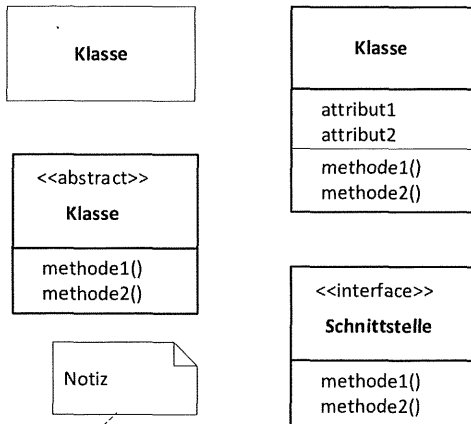 Klasse
<<abstract>>
Klasse
methode1()
methode2()
Notiz
Klasse
attribut1
attribut2
methode1()
methode2()
<<interface>>
Schnittstelle
methode1()
methode2()